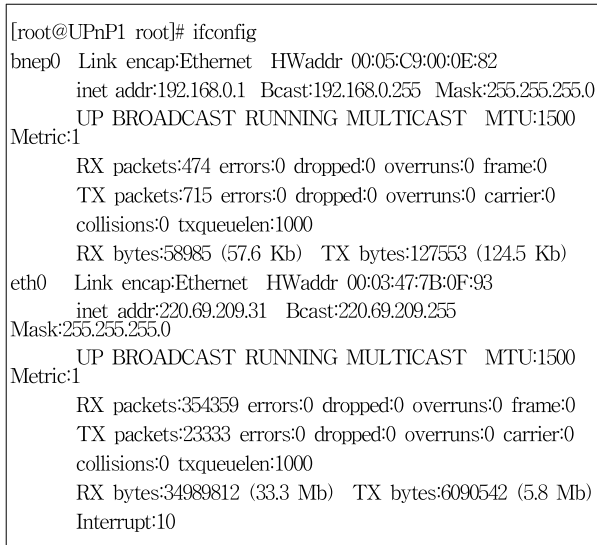 [root@UPnP1 root]# ifconfig
bnep0 Link encap:Ethernet HWaddr 00:05:C9:00:0E:82
inet addr:192.168.0.1 Bcast:192.168.0.255 Mask:255.255.255.0
UP BROADCAST RUNNING MULTICAST MTU:1500
Metric:1
RX packets:474 errors:0 dropped:0 overruns:0 frame:0
TX packets:715 errors:0 dropped:0 overruns:0 carrier:0
collisions:0 txqueuelen:1000
RX bytes:58985 (57.6 Kb) TX bytes:127553 (124.5 Kb)
eth0 Link encap:Ethernet HWaddr 00:03:47:7B:0F:93
inet addr:220.69.209.31 Bcast:220.69.209.255
Mask:255.255.255.0
UP BROADCAST RUNNING MULTICAST MTU:1500
Metric:1
RX packets:354359 errors:0 dropped:0 overruns:0 frame:0
TX packets:23333 errors:0 dropped:0 overruns:0 carrier:0
collisions:0 txqueuelen:1000
RX bytes:34989812 (33.3 Mb) TX bytes:6090542 (5.8 Mb)
Interrupt:10